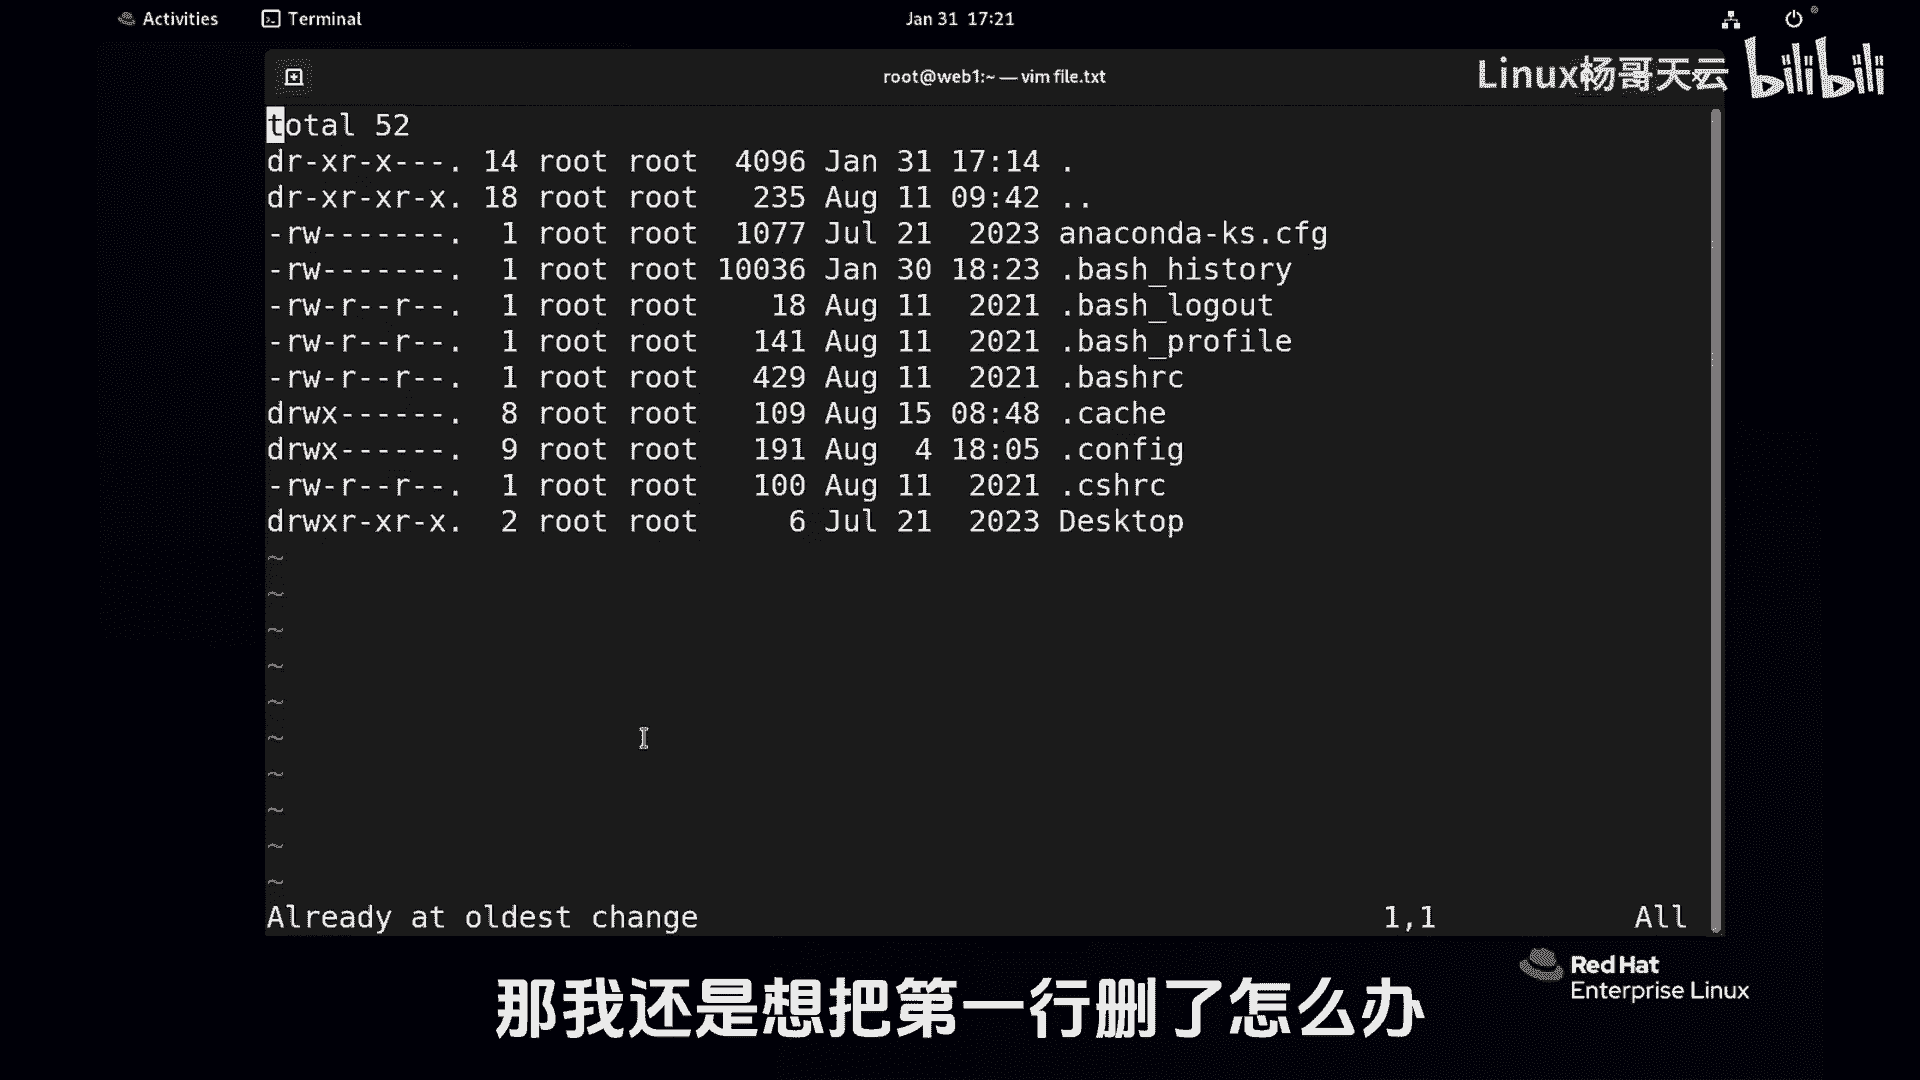 Activities Terminal Jan 31 17:21
root@web1:~ — vim file.txt
Linux杨哥天云 bilibili
total 52
dr-xr-x---. 14 root root  4096 Jan 31 17:14 .
dr-xr-xr-x. 18 root root   235 Aug 11 09:42 ..
-rw-------.  1 root root  1077 Jul 21  2023 anaconda-ks.cfg
-rw-------.  1 root root 10036 Jan 30 18:23 .bash_history
-rw-r--r--.  1 root root    18 Aug 11  2021 .bash_logout
-rw-r--r--.  1 root root   141 Aug 11  2021 .bash_profile
-rw-r--r--.  1 root root   429 Aug 11  2021 .bashrc
drwx------.  8 root root   109 Aug 15 08:48 .cache
drwx------.  9 root root   191 Aug  4 18:05 .config
-rw-r--r--.  1 root root   100 Aug 11  2021 .cshrc
drwxr-xr-x.  2 root root     6 Jul 21  2023 Desktop
~
~
~
~
~
~
~
~
~
~
Already at oldest change 1,1 All
Red Hat
Enterprise Linux
那我还是想把第一行删了怎么办